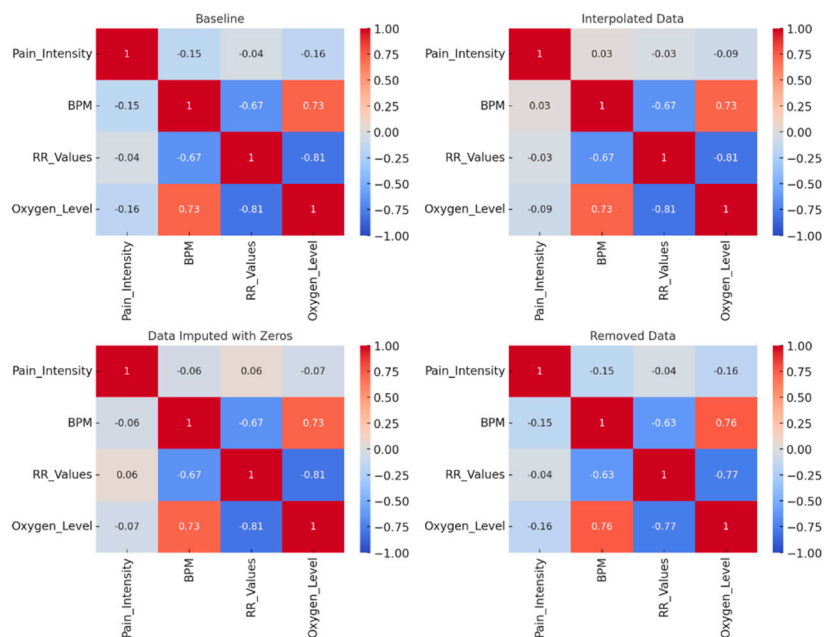 Baseline
Pain_Intensity 1 -0.15 -0.04 -0.16
BPM -0.15 1 -0.67 0.73
RR_Values -0.04 -0.67 1 -0.81
Oxygen_Level -0.16 0.73 -0.81 1
Pain_Intensity BPM RR_Values Oxygen_Level
1.00
0.75
0.50
0.25
0.00
−0.25
−0.50
−0.75
−1.00
Interpolated Data
Pain_Intensity 1 0.03 -0.03 -0.09
BPM 0.03 1 -0.67 0.73
RR_Values -0.03 -0.67 1 -0.81
Oxygen_Level -0.09 0.73 -0.81 1
Pain_Intensity BPM RR_Values Oxygen_Level
1.00
0.75
0.50
0.25
0.00
−0.25
−0.50
−0.75
−1.00
Data Imputed with Zeros
Pain_Intensity 1 -0.06 0.06 -0.07
BPM -0.06 1 -0.67 0.73
RR_Values 0.06 -0.67 1 -0.81
Oxygen_Level -0.07 0.73 -0.81 1
Pain_Intensity BPM RR_Values Oxygen_Level
1.00
0.75
0.50
0.25
0.00
−0.25
−0.50
−0.75
−1.00
Removed Data
Pain_Intensity 1 -0.15 -0.04 -0.16
BPM -0.15 1 -0.63 0.76
RR_Values -0.04 -0.63 1 -0.77
Oxygen_Level -0.16 0.76 -0.77 1
Pain_Intensity BPM RR_Values Oxygen_Level
1.00
0.75
0.50
0.25
0.00
−0.25
−0.50
−0.75
−1.00